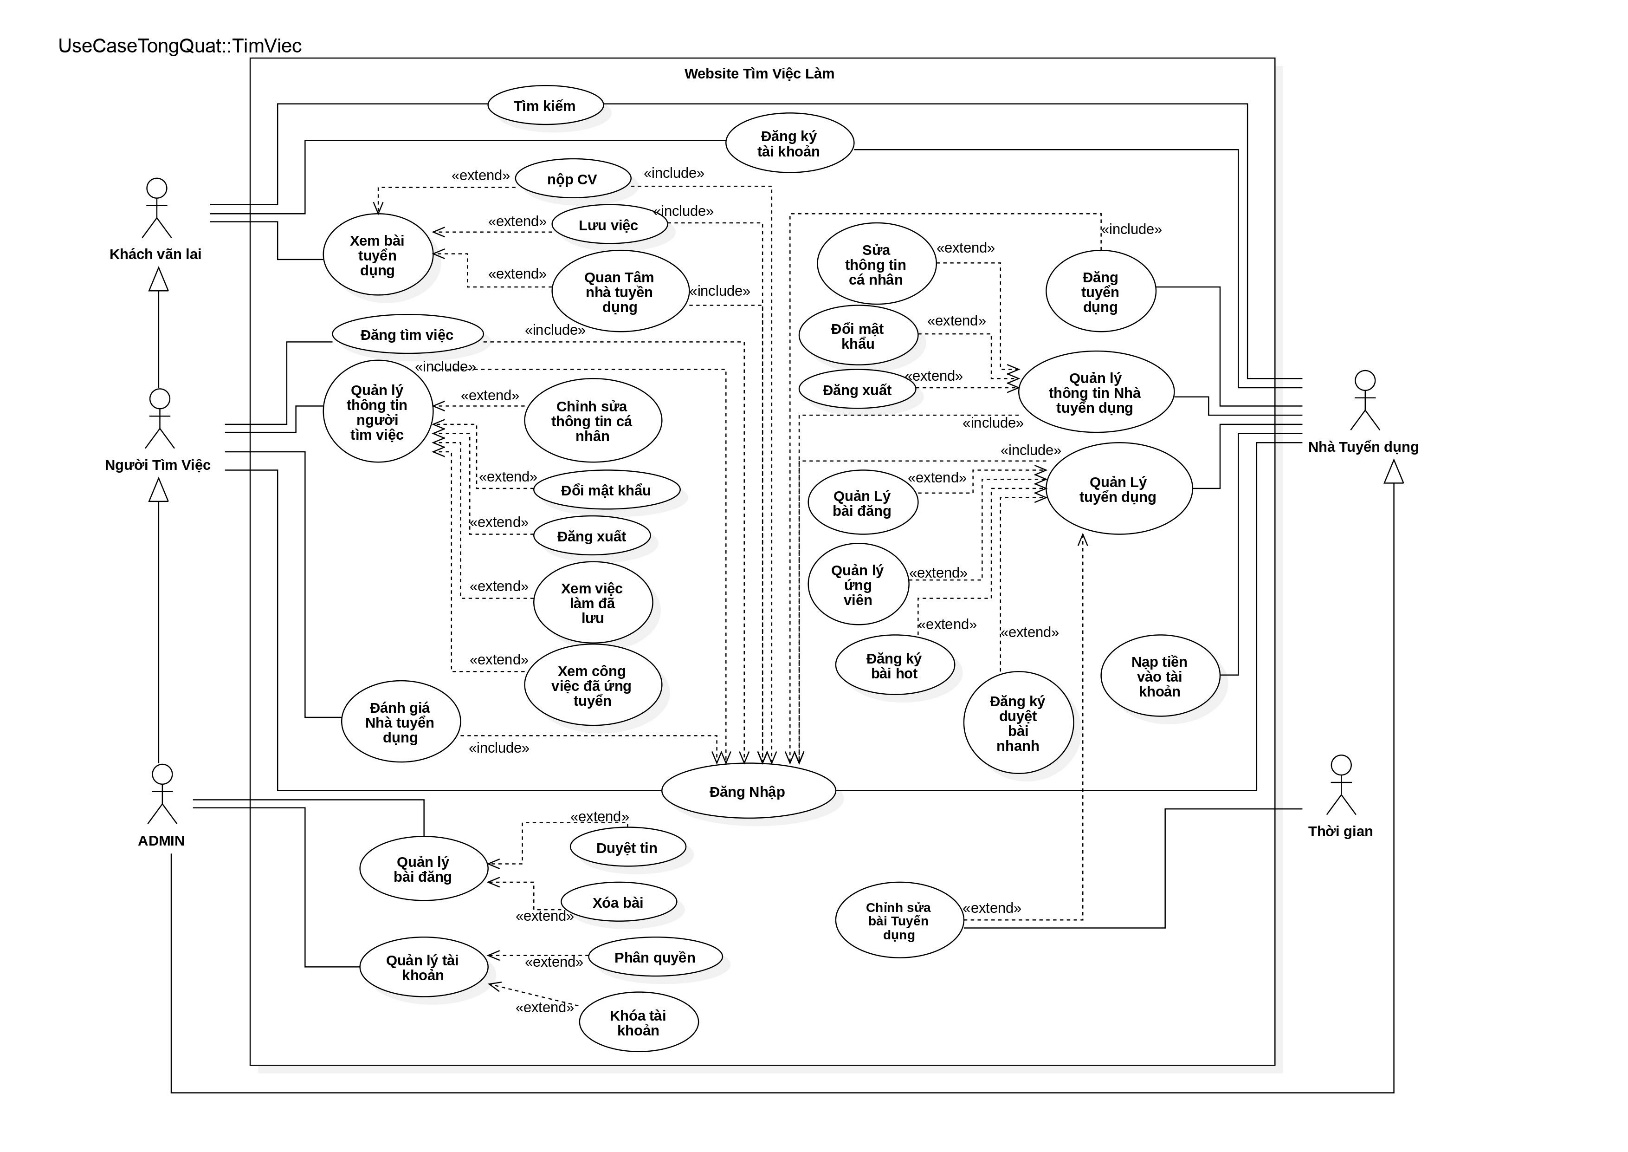 UseCaseTongQuat::TimViec
Website Tìm Việc Làm
Tìm kiếm
Đăng ký
tài khoản
«extend»
nộp CV
«include»
Khách vãn lai
Xem bài
tuyển
dụng
«extend»
Lưu việc
«include»
«extend»
Quan Tâm
nhà tuyển
dụng
«include»
Sửa
thông tin
cá nhân
«extend»
«include»
Đăng
tuyển
dụng
Đổi mật
khẩu
«extend»
Đăng xuất
«extend»
Quản lý
thông tin Nhà
tuyển dụng
«include»
Đăng tìm việc
«include»
«include»
Quản lý
thông tin
người
tìm việc
«extend»
Chỉnh sửa
thông tin cá
nhân
Người Tìm Việc
Nhà Tuyển dụng
«extend»
Đổi mật khẩu
«extend»
Đăng xuất
«extend»
Xem việc
làm đã
lưu
«extend»
Xem công
việc đã ứng
tuyển
«include»
Quản Lý
tuyển dụng
Quản Lý
bài đăng
«extend»
Quản lý
ứng
viên
«extend»
«extend»
Đăng ký
bài hot
«extend»
Đăng ký
duyệt
bài
nhanh
Nạp tiền
vào tài
khoản
Đánh giá
Nhà tuyển
dụng
«include»
Đăng Nhập
ADMIN
Thời gian
Quản lý
bài đăng
«extend»
Duyệt tin
Xóa bài
«extend»
Quản lý tài
khoản
Phân quyền
«extend»
«extend»
Khóa tài
khoản
Chỉnh sửa
bài Tuyển
dụng
«extend»